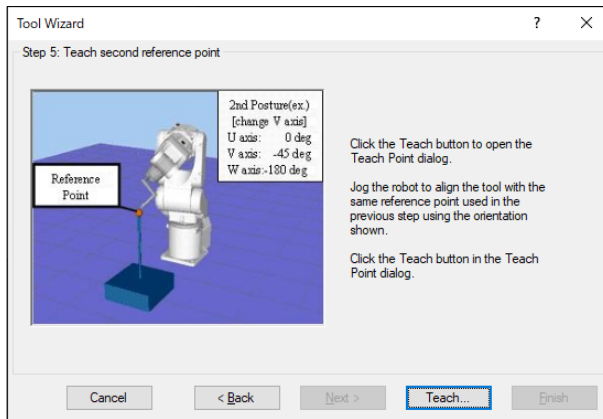 Tool Wizard
?
Step 5: Teach second reference point
2nd Posture(ex.)
[change V axis]
U axis: 0 deg
V axis: -45 deg
W axis:-180 deg
Reference
Point
Click the Teach button to open the
Teach Point dialog.
Jog the robot to align the tool with the
same reference point used in the
previous step using the orientation
shown.
Click the Teach button in the Teach
Point dialog.
Cancel
< Back
Next >
Teach...
Finish